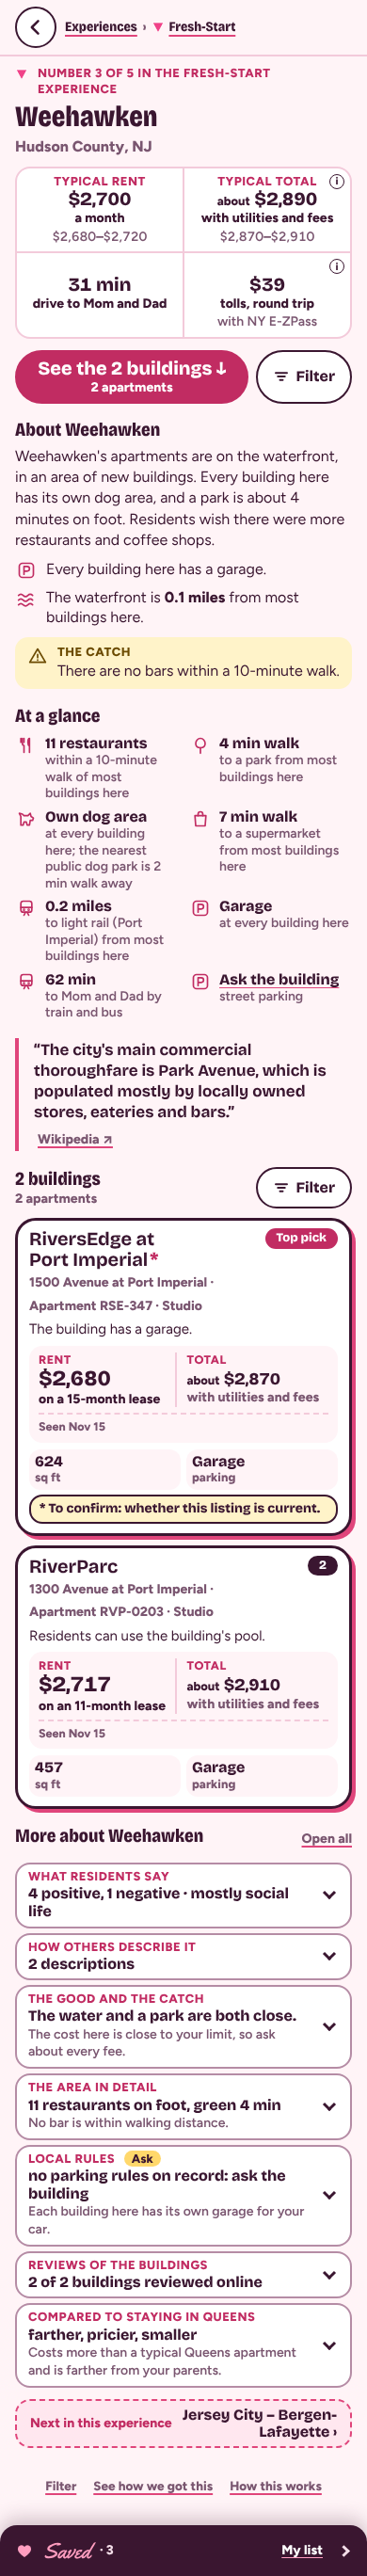 Experiences › Fresh-Start
NUMBER 3 OF 5 IN THE FRESH-START
EXPERIENCE
Weehawken
Hudson County, NJ
TYPICAL RENT
$2,700
a month
$2,680–$2,720
TYPICAL TOTAL
about $2,890
with utilities and fees
$2,870–$2,910
31 min
drive to Mom and Dad
$39
tolls, round trip
with NY E-ZPass
See the 2 buildings ↓
2 apartments
Filter
About Weehawken
Weehawken's apartments are on the waterfront,
in an area of new buildings. Every building here
has its own dog area, and a park is about 4
minutes on foot. Residents wish there were more
restaurants and coffee shops.
Every building here has a garage.
The waterfront is 0.1 miles from most
buildings here.
THE CATCH
There are no bars within a 10-minute walk.
At a glance
11 restaurants
within a 10-minute
walk of most
buildings here
4 min walk
to a park from most
buildings here
Own dog area
at every building
here; the nearest
public dog park is 2
min walk away
7 min walk
to a supermarket
from most buildings
here
0.2 miles
to light rail (Port
Imperial) from most
buildings here
Garage
at every building here
62 min
to Mom and Dad by
train and bus
Ask the building
street parking
“The city's main commercial
thoroughfare is Park Avenue, which is
populated mostly by locally owned
stores, eateries and bars.”
Wikipedia ↗
2 buildings
2 apartments
Filter
RiversEdge at
Port Imperial*
Top pick
1500 Avenue at Port Imperial ·
Apartment RSE-347 · Studio
The building has a garage.
RENT
$2,680
on a 15-month lease
TOTAL
about $2,870
with utilities and fees
Seen Nov 15
624
sq ft
Garage
parking
* To confirm: whether this listing is current.
RiverParc
2
1300 Avenue at Port Imperial ·
Apartment RVP-0203 · Studio
Residents can use the building's pool.
RENT
$2,717
on an 11-month lease
TOTAL
about $2,910
with utilities and fees
Seen Nov 15
457
sq ft
Garage
parking
More about Weehawken
Open all
WHAT RESIDENTS SAY
4 positive, 1 negative · mostly social
life
HOW OTHERS DESCRIBE IT
2 descriptions
THE GOOD AND THE CATCH
The water and a park are both close.
The cost here is close to your limit, so ask
about every fee.
THE AREA IN DETAIL
11 restaurants on foot, green 4 min
No bar is within walking distance.
LOCAL RULES Ask
no parking rules on record: ask the
building
Each building here has its own garage for your
car.
REVIEWS OF THE BUILDINGS
2 of 2 buildings reviewed online
COMPARED TO STAYING IN QUEENS
farther, pricier, smaller
Costs more than a typical Queens apartment
and is farther from your parents.
Next in this experience
Jersey City – Bergen-
Lafayette ›
Filter See how we got this How this works
Saved · 3
My list